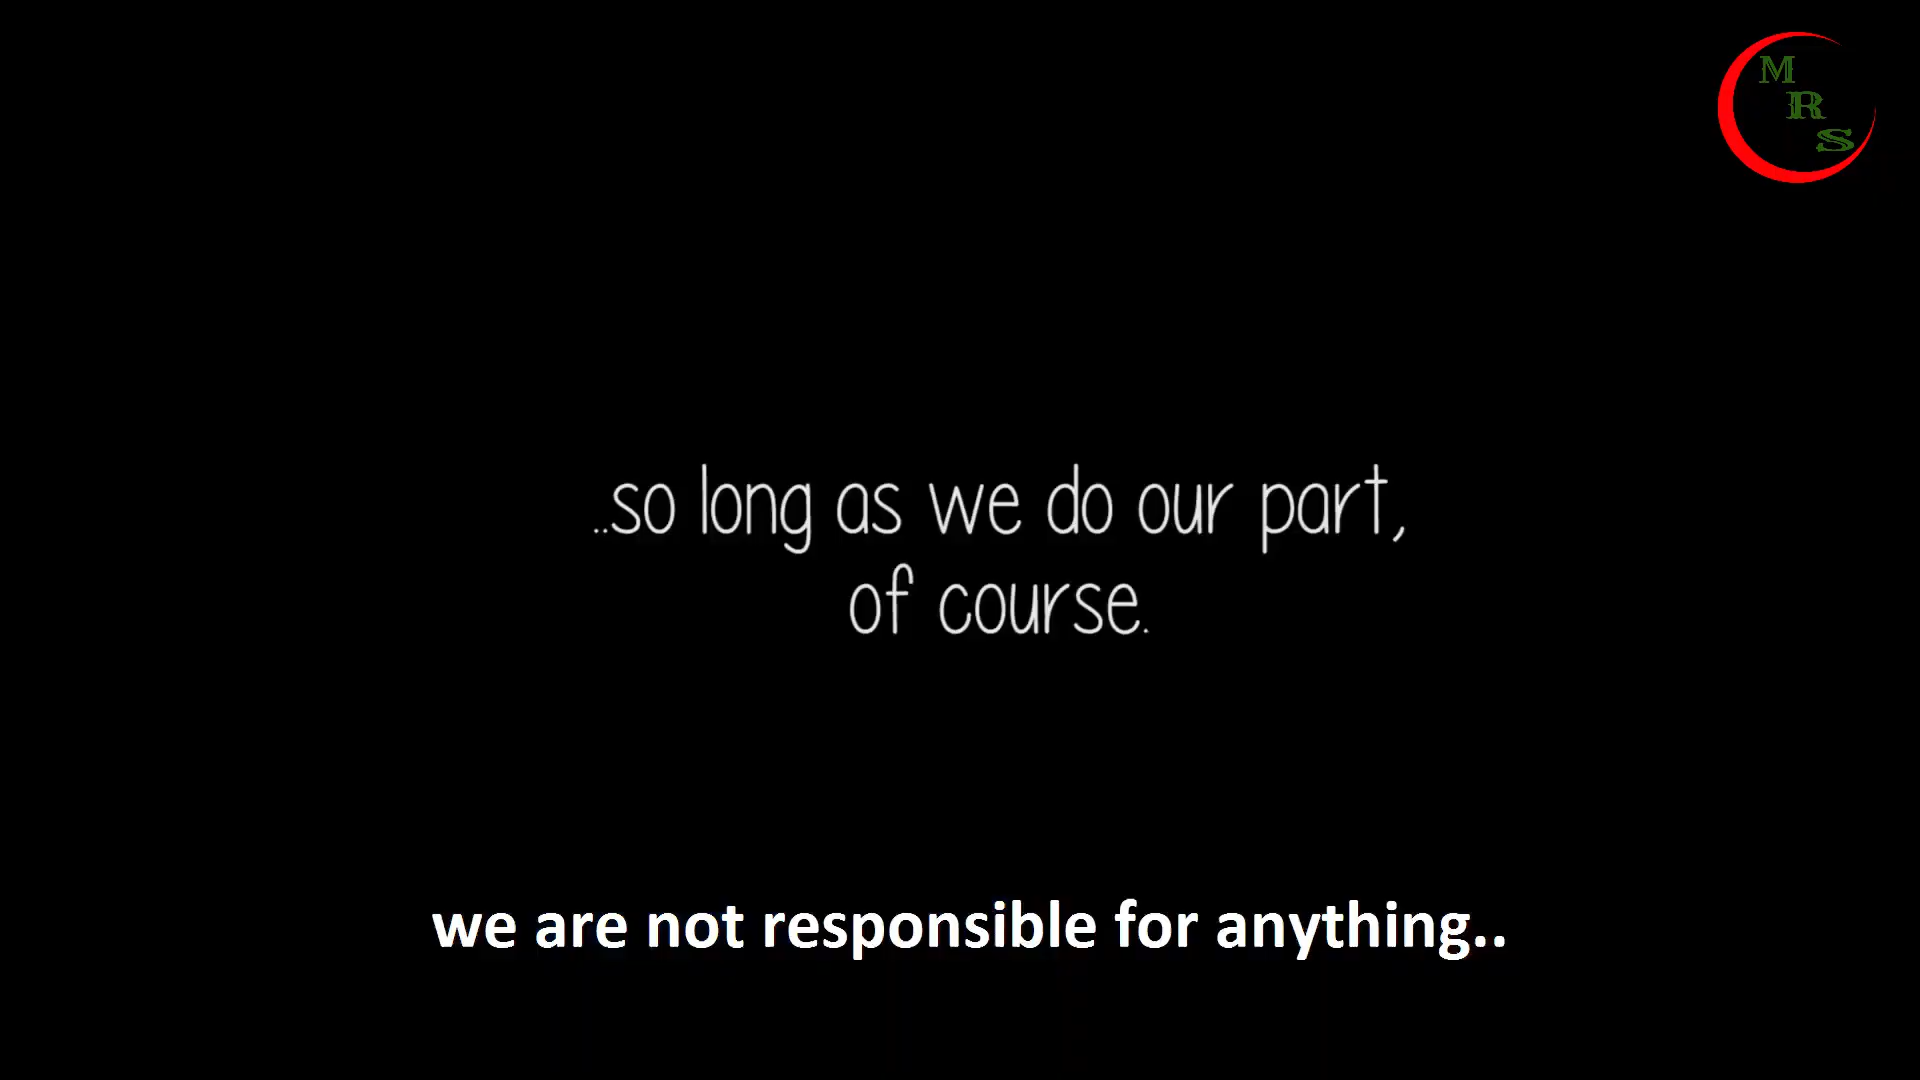 M
R
S
..so long as we do our part,
of course.
we are not responsible for anything..